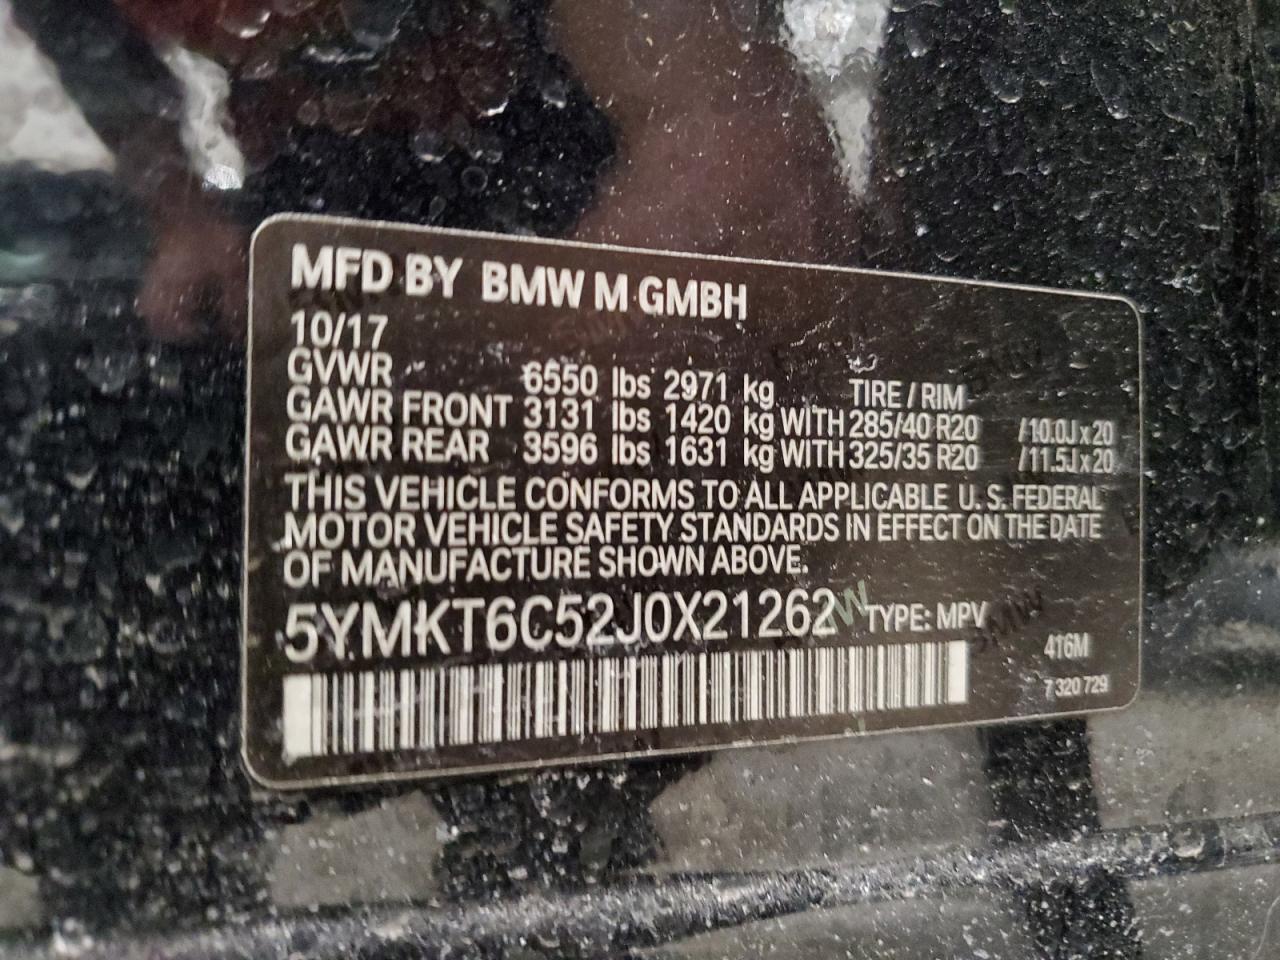 MFD BY BMW M GMBH
10/17
GVWR 6550 lbs 2971 kg TIRE / RIM
GAWR FRONT 3131 lbs 1420 kg WITH 285/40 R20 /10.0J x 20
GAWR REAR 3596 lbs 1631 kg WITH 325/35 R20 /11.5J x 20
THIS VEHICLE CONFORMS TO ALL APPLICABLE U.S. FEDERAL
MOTOR VEHICLE SAFETY STANDARDS IN EFFECT ON THE DATE
OF MANUFACTURE SHOWN ABOVE.
5YMKT6C52J0X21262 TYPE: MPV
416M
7 320 729